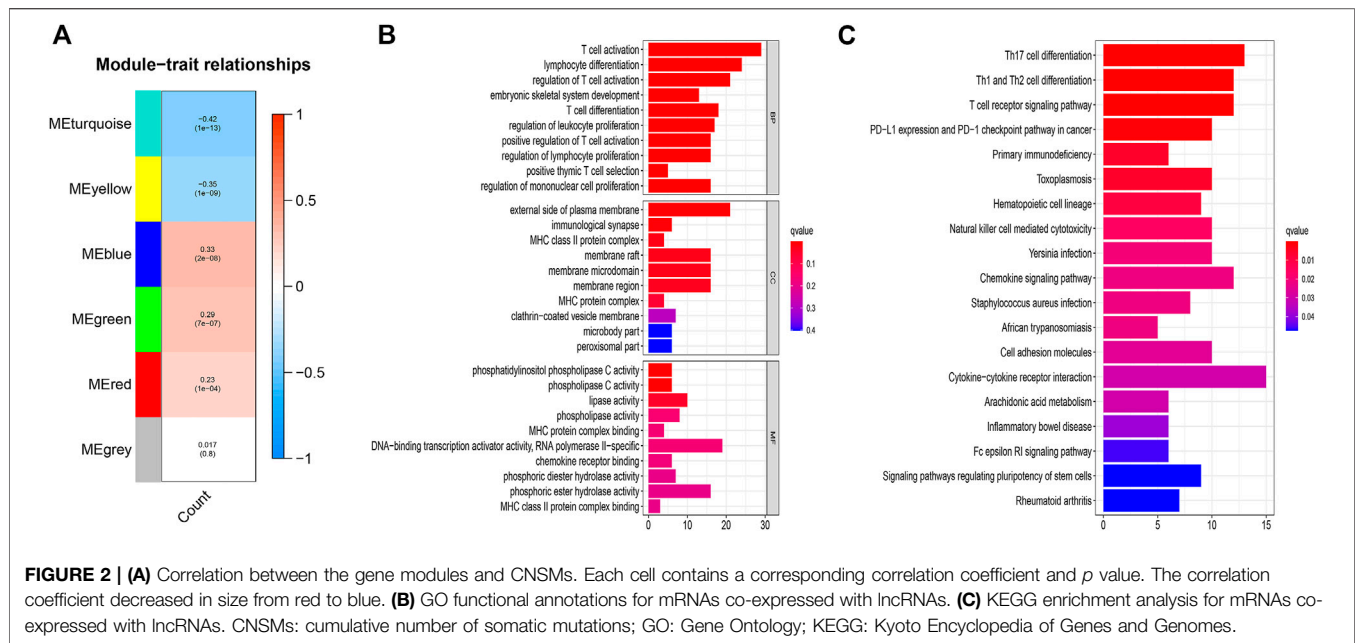 A
Module−trait relationships
MEturquoise
−0.42
(1e−13)
MEyellow
−0.35
(1e−09)
MEblue
0.33
(2e−08)
MEgreen
0.29
(7e−07)
MEred
0.23
(1e−04)
MEgrey
0.017
(0.8)
Count
1
0.5
0
−0.5
−1
B
T cell activation
lymphocyte differentiation
regulation of T cell activation
embryonic skeletal system development
T cell differentiation
regulation of leukocyte proliferation
positive regulation of T cell activation
regulation of lymphocyte proliferation
positive thymic T cell selection
regulation of mononuclear cell proliferation
BP
external side of plasma membrane
immunological synapse
MHC class II protein complex
membrane raft
membrane microdomain
membrane region
MHC protein complex
clathrin−coated vesicle membrane
microbody part
peroxisomal part
CC
phosphatidylinositol phospholipase C activity
phospholipase C activity
lipase activity
phospholipase activity
MHC protein complex binding
DNA−binding transcription activator activity, RNA polymerase II−specific
chemokine receptor binding
phosphoric diester hydrolase activity
phosphoric ester hydrolase activity
MHC class II protein complex binding
MF
0 10 20 30
qvalue
0.1
0.2
0.3
0.4
C
Th17 cell differentiation
Th1 and Th2 cell differentiation
T cell receptor signaling pathway
PD−L1 expression and PD−1 checkpoint pathway in cancer
Primary immunodeficiency
Toxoplasmosis
Hematopoietic cell lineage
Natural killer cell mediated cytotoxicity
Yersinia infection
Chemokine signaling pathway
Staphylococcus aureus infection
African trypanosomiasis
Cell adhesion molecules
Cytokine−cytokine receptor interaction
Arachidonic acid metabolism
Inflammatory bowel disease
Fc epsilon RI signaling pathway
Signaling pathways regulating pluripotency of stem cells
Rheumatoid arthritis
0 5 10 15
qvalue
0.01
0.02
0.03
0.04
FIGURE 2 | (A) Correlation between the gene modules and CNSMs. Each cell contains a corresponding correlation coefficient and p value. The correlation
coefficient decreased in size from red to blue. (B) GO functional annotations for mRNAs co-expressed with lncRNAs. (C) KEGG enrichment analysis for mRNAs co-
expressed with lncRNAs. CNSMs: cumulative number of somatic mutations; GO: Gene Ontology; KEGG: Kyoto Encyclopedia of Genes and Genomes.